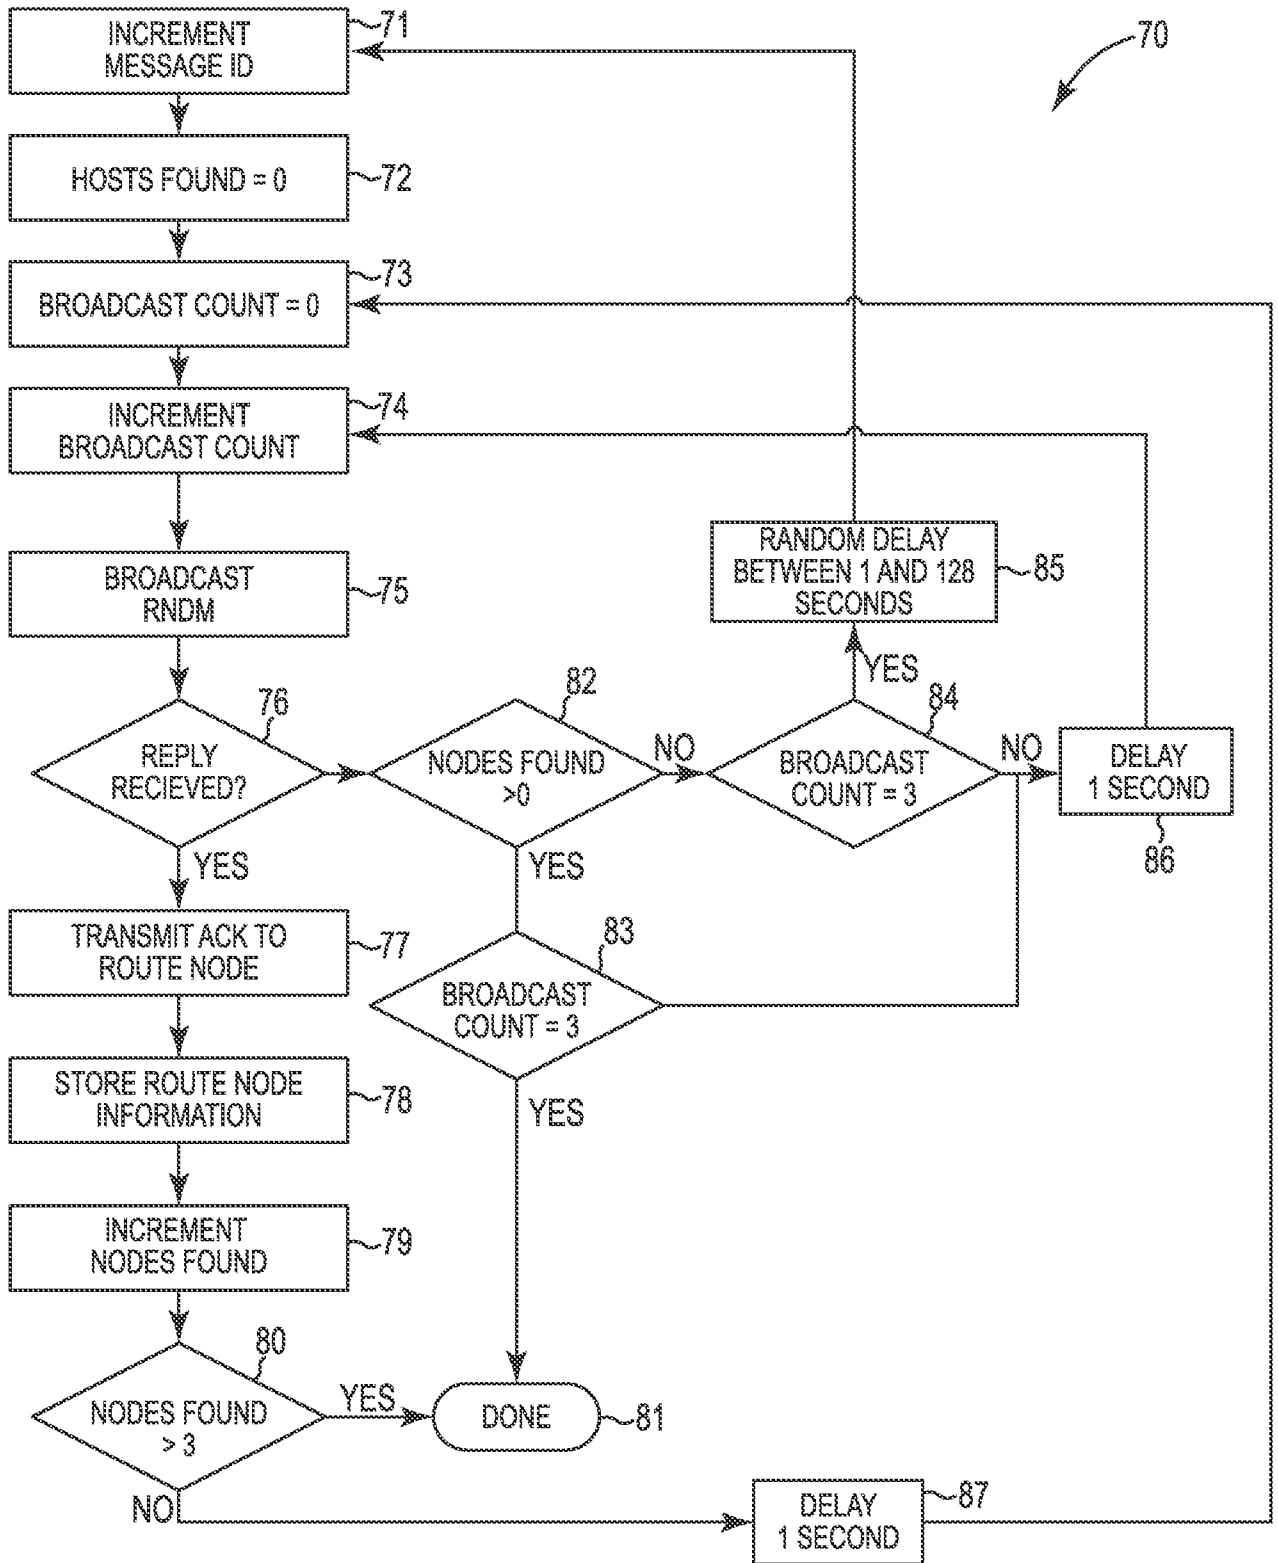 INCREMENT
MESSAGE ID
71
70
HOSTS FOUND = 0
72
BROADCAST COUNT = 0
73
INCREMENT
BROADCAST COUNT
74
BROADCAST
RNDM
75
RANDOM DELAY
BETWEEN 1 AND 128
SECONDS
85
YES
REPLY
RECIEVED?
76
YES
NODES FOUND
>0
82
NO
YES
BROADCAST
COUNT = 3
84
NO
DELAY
1 SECOND
86
TRANSMIT ACK TO
ROUTE NODE
77
BROADCAST
COUNT = 3
83
YES
STORE ROUTE NODE
INFORMATION
78
INCREMENT
NODES FOUND
79
NODES FOUND
> 3
80
YES
DONE
81
NO
DELAY
1 SECOND
87